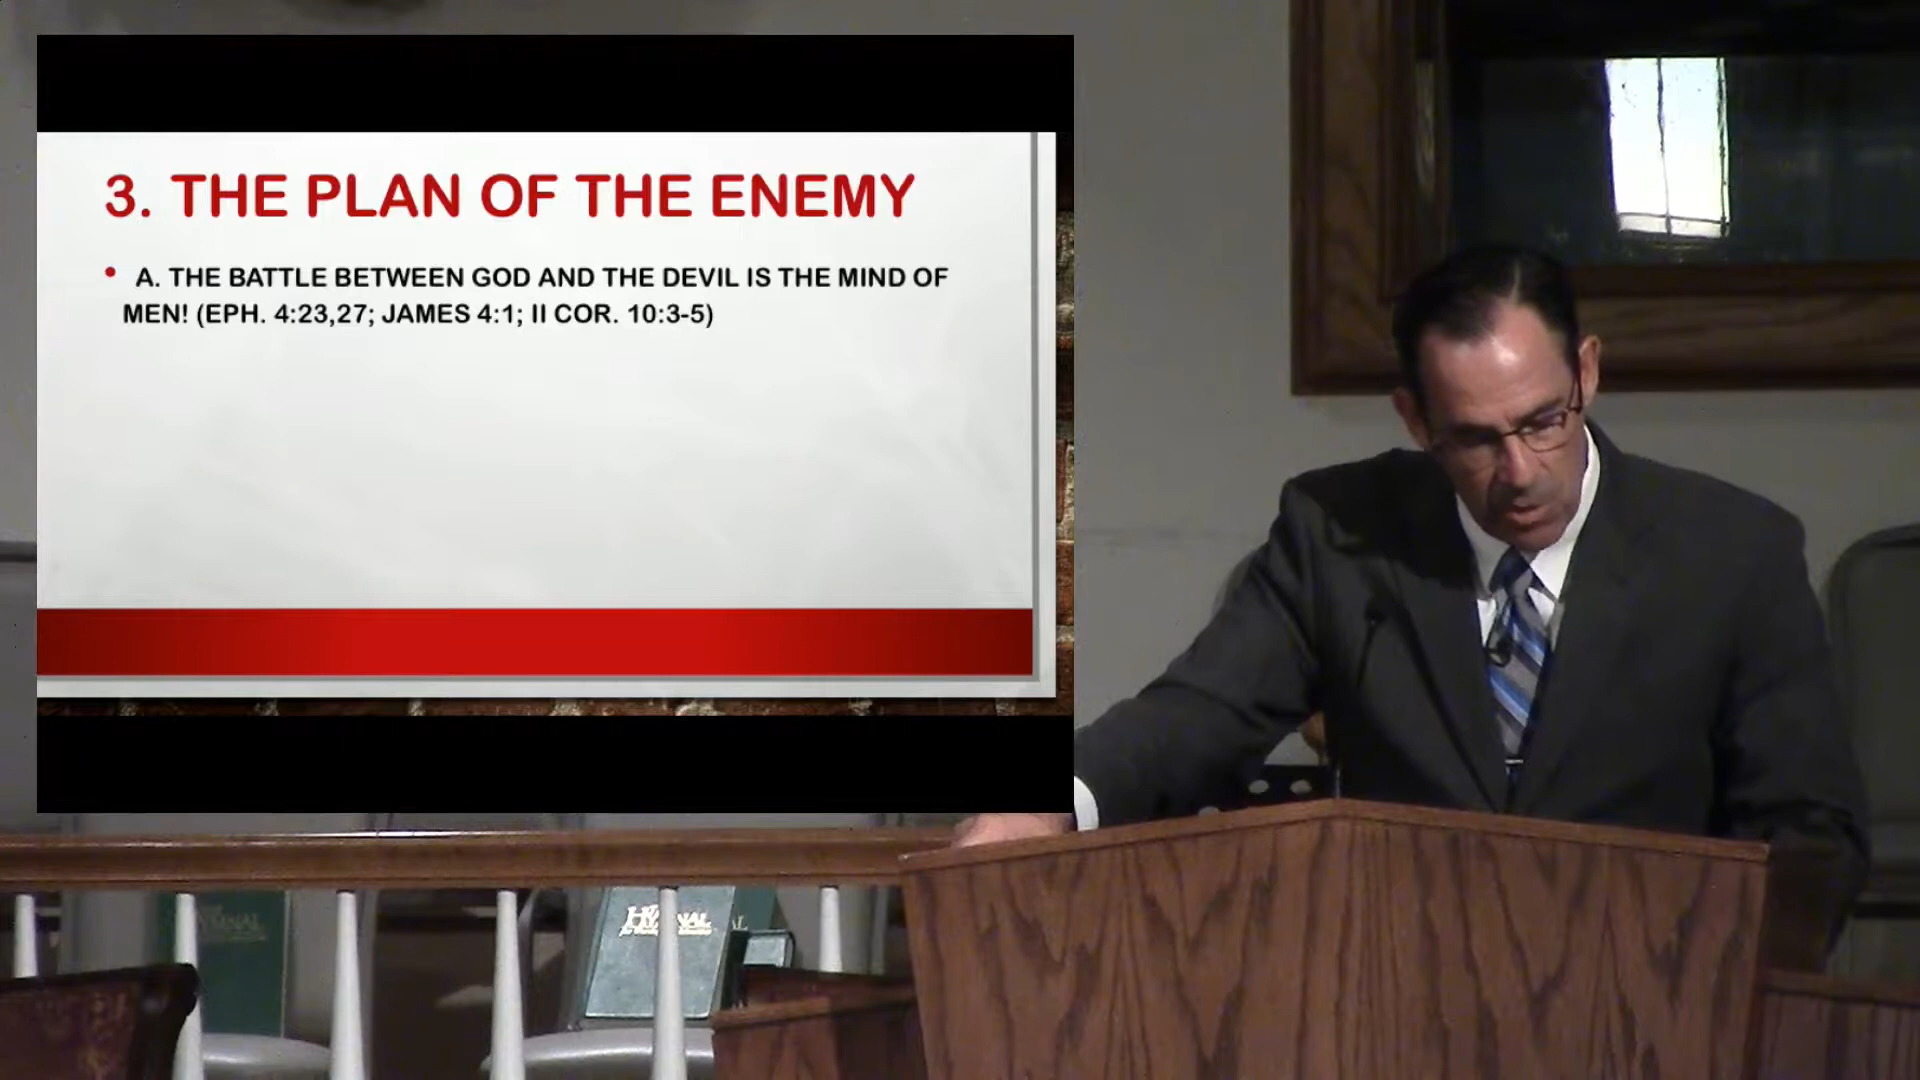 3. THE PLAN OF THE ENEMY
A. THE BATTLE BETWEEN GOD AND THE DEVIL IS THE MIND OF
MEN! (EPH. 4:23,27; JAMES 4:1; II COR. 10:3-5)